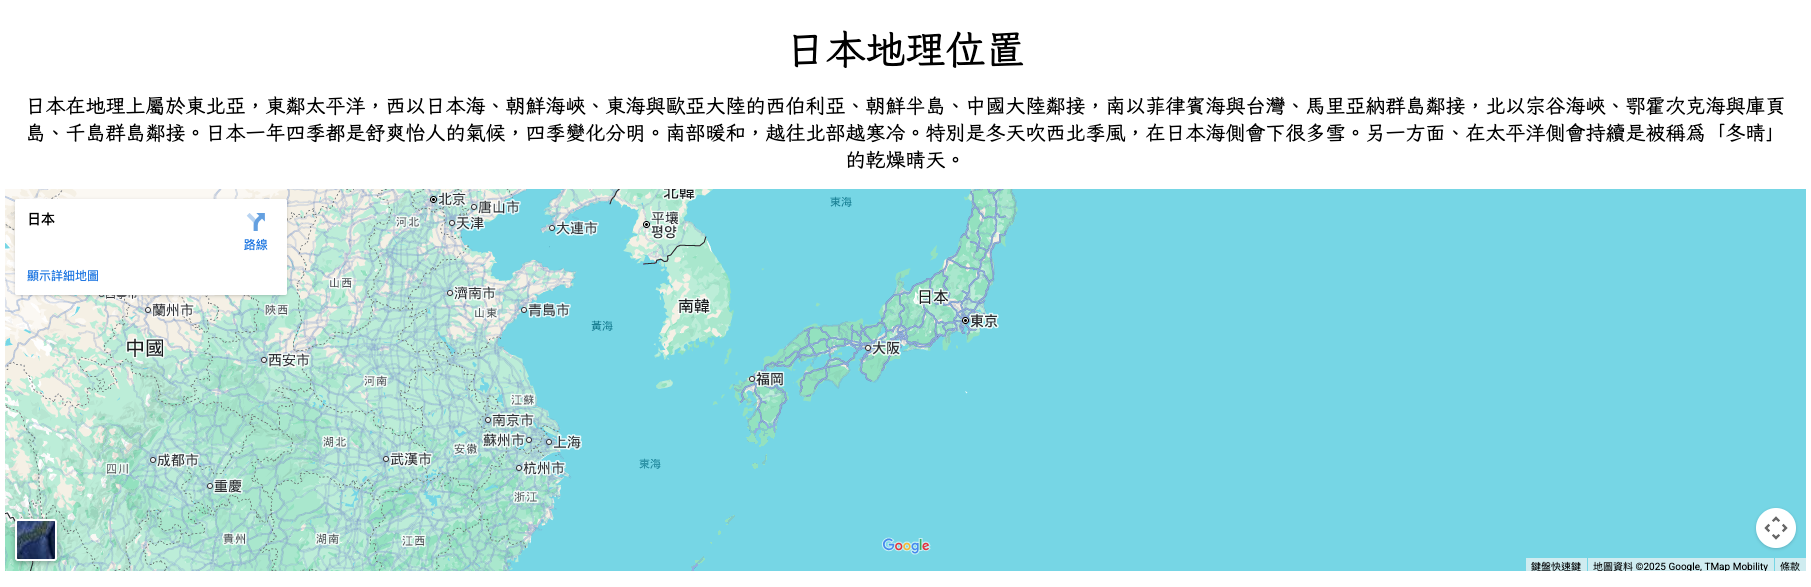 日本地理位置
日本在地理上屬於東北亞，東鄰太平洋，西以日本海、朝鮮海峽、東海與歐亞大陸的西伯利亞、朝鮮半島、中國大陸鄰接，南以菲律賓海與台灣、馬里亞納群島鄰接，北以宗谷海峽、鄂霍次克海與庫頁
島、千島群島鄰接。日本一年四季都是舒爽怡人的氣候，四季變化分明。南部暖和，越往北部越寒冷。特別是冬天吹西北季風，在日本海側會下很多雪。另一方面、在太平洋側會持續是被稱為「冬晴」
的乾燥晴天。
日本
路線
顯示詳細地圖
北京
唐山市
天津
河北
大連市
北韓
平壤
평양
東海
山西
濟南市
山東
青島市
蘭州市
陝西
南韓
日本
東京
黃海
中國
西安市
大阪
河南
福岡
江蘇
南京市
蘇州市
上海
湖北
安徽
武漢市
成都市
四川
杭州市
東海
重慶
浙江
貴州
湖南
江西
Google
鍵盤快速鍵
地圖資料 ©2025 Google, TMap Mobility
條款